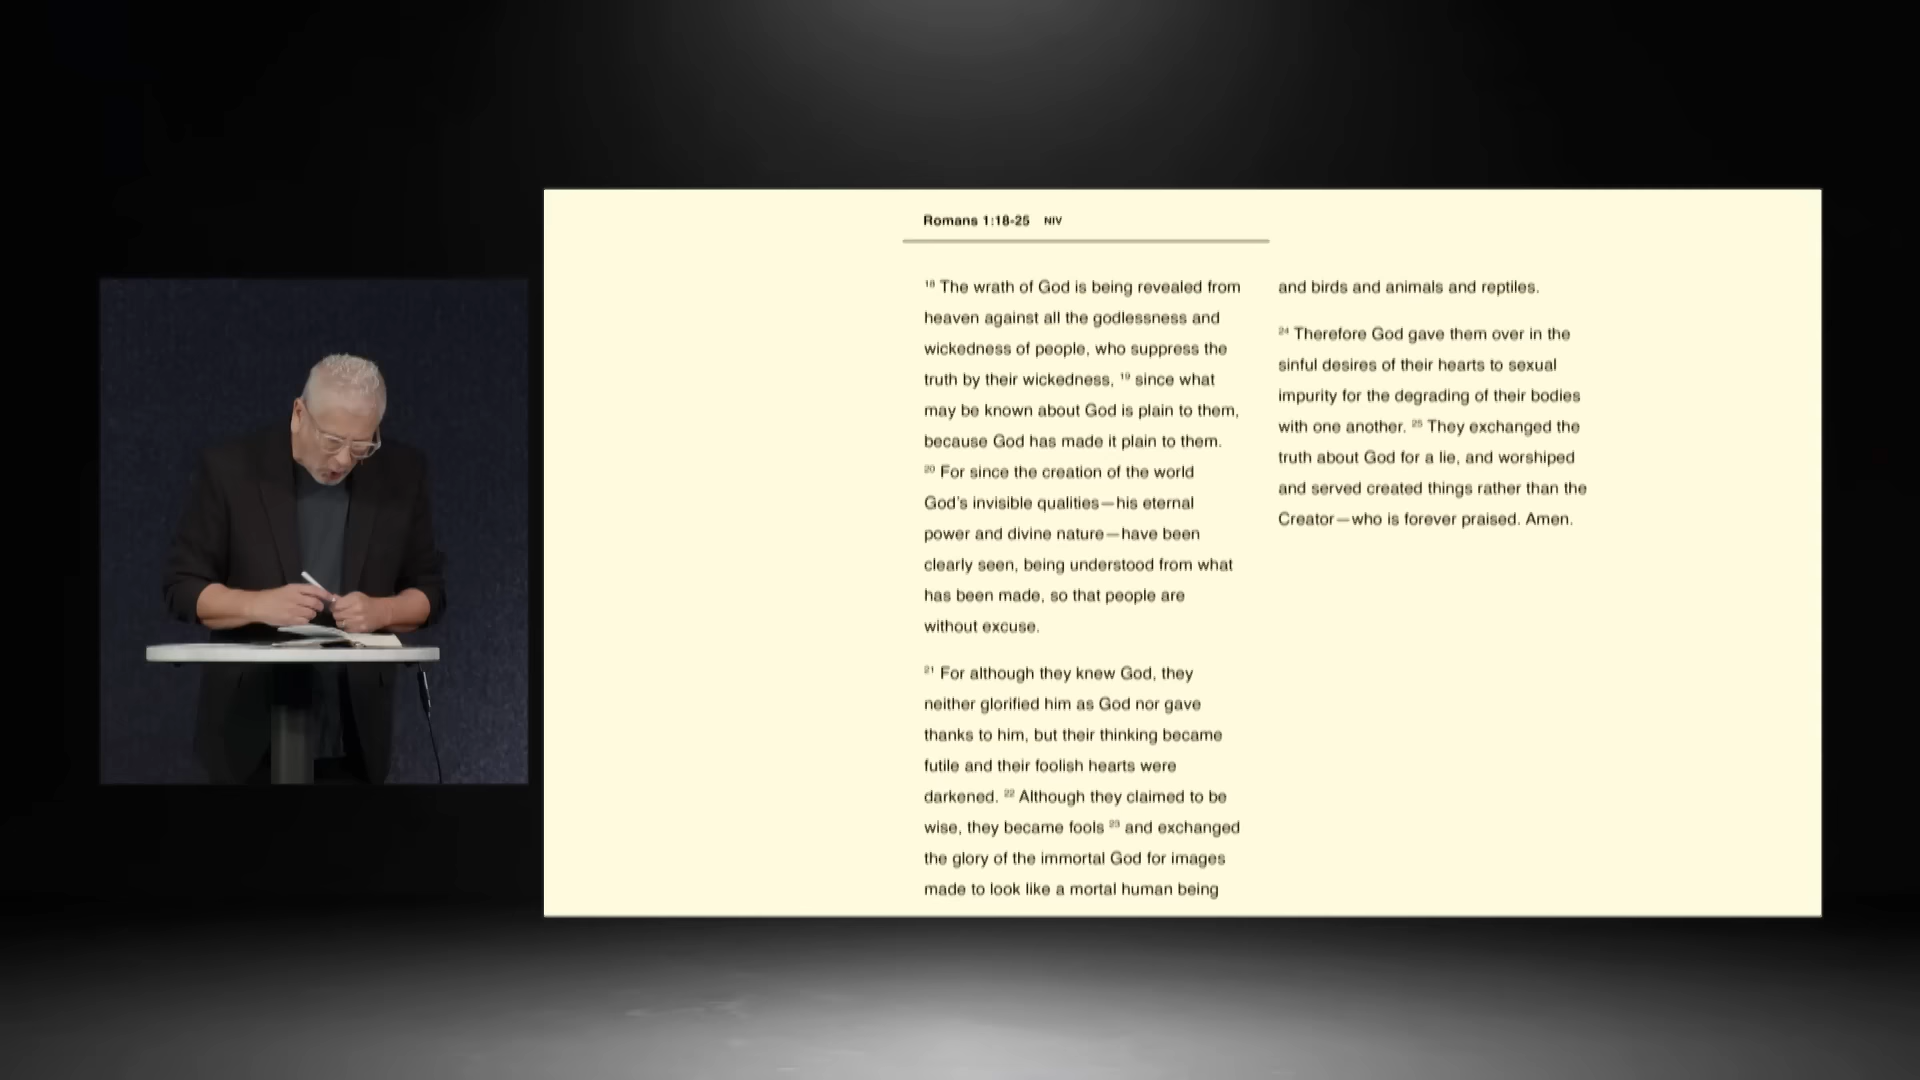 Romans 1:18-25 NIV
18 The wrath of God is being revealed from
heaven against all the godlessness and
wickedness of people, who suppress the
truth by their wickedness, 19 since what
may be known about God is plain to them,
because God has made it plain to them.
20 For since the creation of the world
God's invisible qualities—his eternal
power and divine nature—have been
clearly seen, being understood from what
has been made, so that people are
without excuse.
21 For although they knew God, they
neither glorified him as God nor gave
thanks to him, but their thinking became
futile and their foolish hearts were
darkened. 22 Although they claimed to be
wise, they became fools 23 and exchanged
the glory of the immortal God for images
made to look like a mortal human being
and birds and animals and reptiles.
24 Therefore God gave them over in the
sinful desires of their hearts to sexual
impurity for the degrading of their bodies
with one another. 25 They exchanged the
truth about God for a lie, and worshiped
and served created things rather than the
Creator—who is forever praised. Amen.